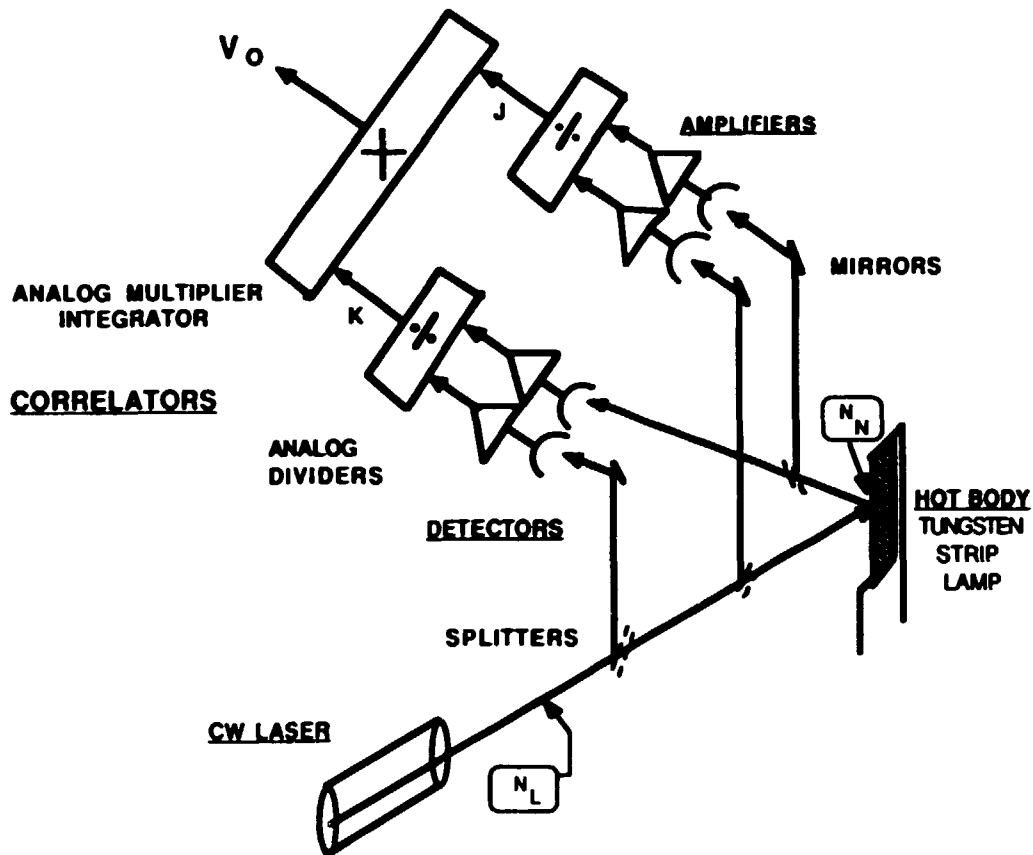 V O
J
AMPLIFIERS
MIRRORS
ANALOG MULTIPLIER
INTEGRATOR
K
CORRELATORS
ANALOG
DIVIDERS
DETECTORS
N N
HOT BODY
TUNGSTEN
STRIP
LAMP
SPLITTERS
CW LASER
N L